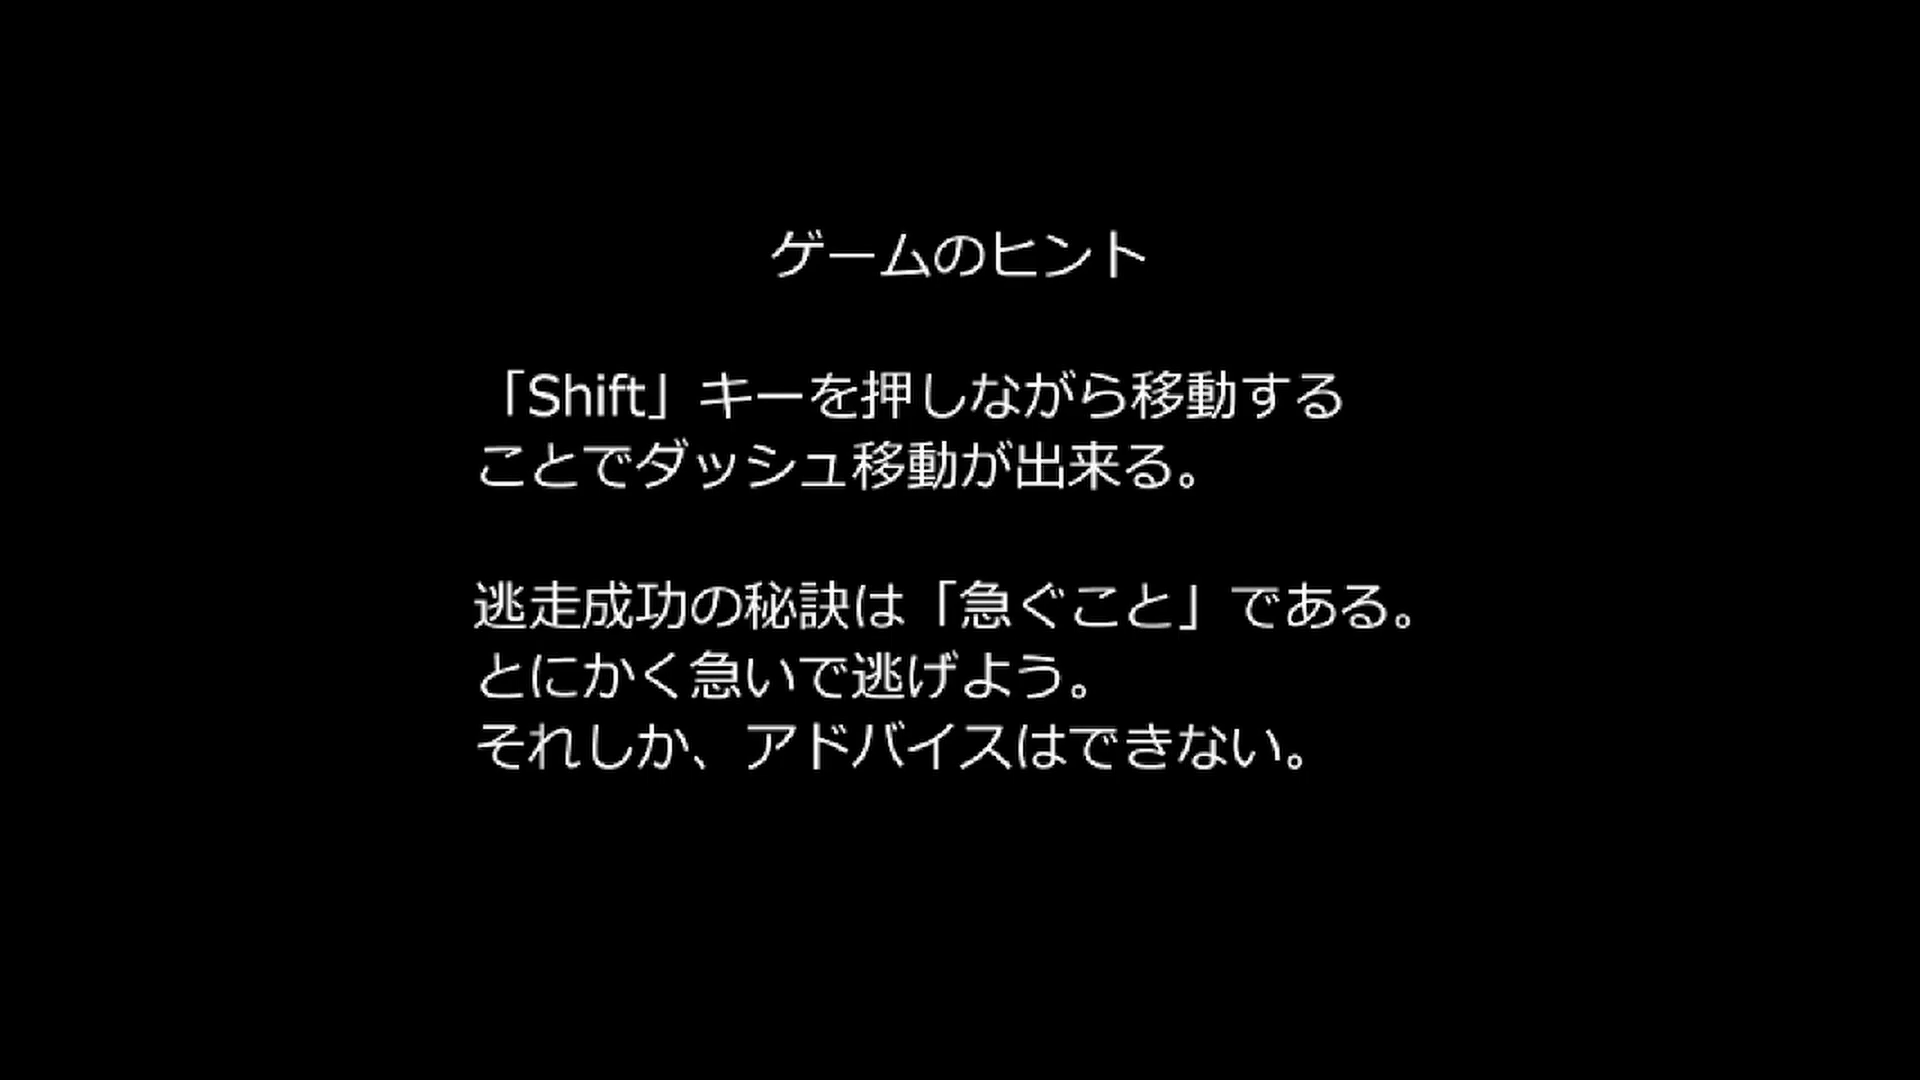 ゲームのヒント
「Shift」キーを押しながら移動する
ことでダッシュ移動が出来る。
逃走成功の秘訣は「急ぐこと」である。
とにかく急いで逃げよう。
それしか、アドバイスはできない。